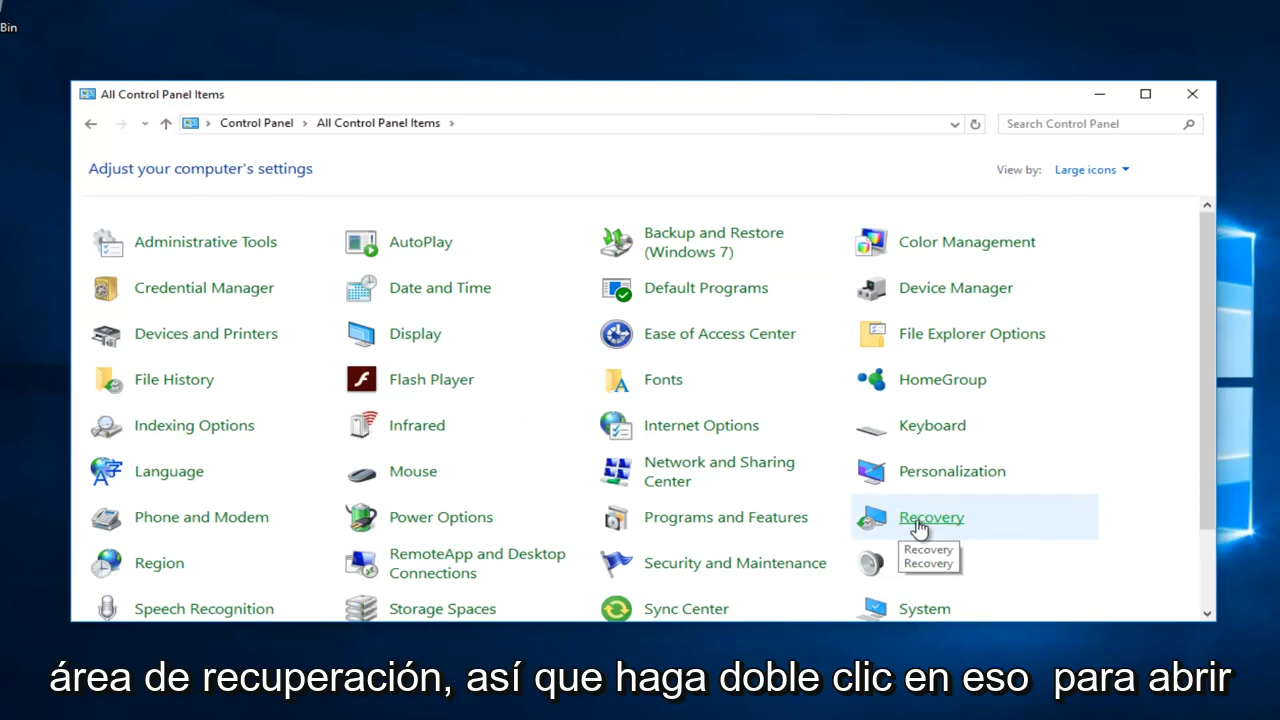 Bin
All Control Panel Items
Control Panel > All Control Panel Items >
Search Control Panel
Adjust your computer's settings
View by: Large icons
Administrative Tools
AutoPlay
Backup and Restore
(Windows 7)
Color Management
Credential Manager
Date and Time
Default Programs
Device Manager
Devices and Printers
Display
Ease of Access Center
File Explorer Options
File History
Flash Player
Fonts
HomeGroup
Indexing Options
Infrared
Internet Options
Keyboard
Language
Mouse
Network and Sharing
Center
Personalization
Phone and Modem
Power Options
Programs and Features
Recovery
Recovery
Recovery
Region
RemoteApp and Desktop
Connections
Security and Maintenance
Speech Recognition
Storage Spaces
Sync Center
System
área de recuperación, así que haga doble clic en eso para abrir